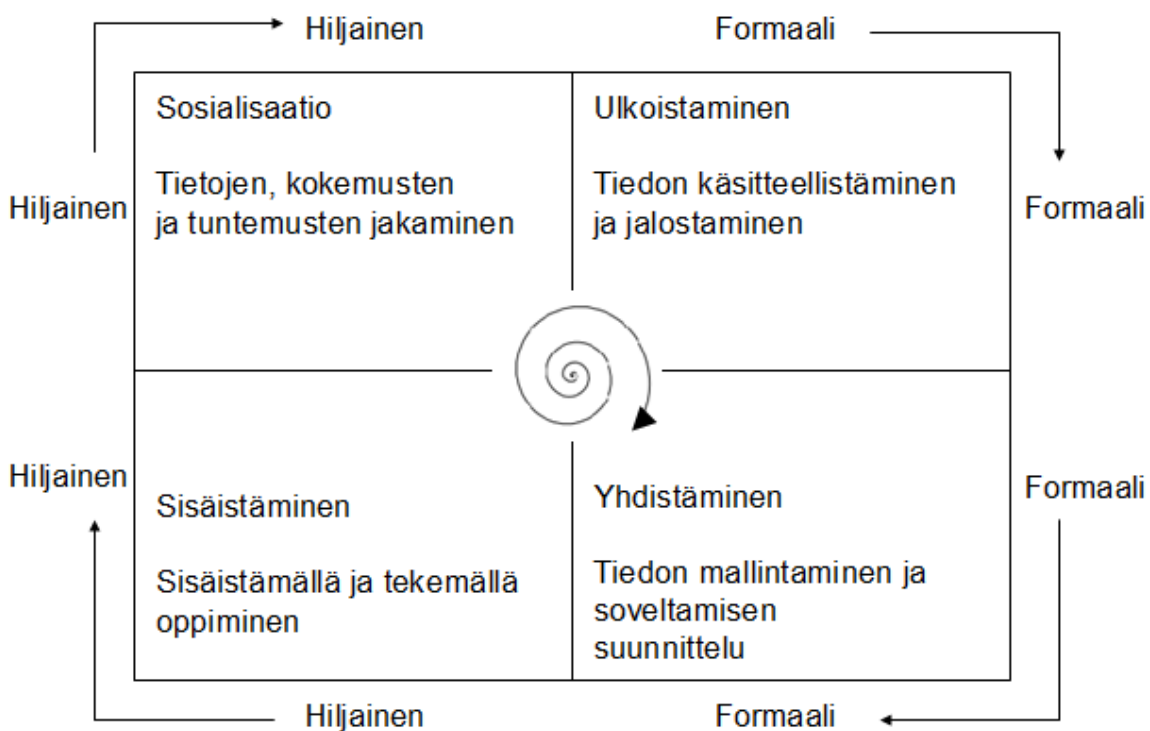 Hiljainen
Formaali
Sosialisaatio
Tietojen, kokemusten
ja tuntemusten jakaminen
Ulkoistaminen
Tiedon käsitteellistäminen
ja jalostaminen
Hiljainen
Formaali
Hiljainen
Formaali
Sisäistäminen
Sisäistämällä ja tekemällä
oppiminen
Yhdistäminen
Tiedon mallintaminen ja
soveltamisen
suunnittelu
Hiljainen
Formaali